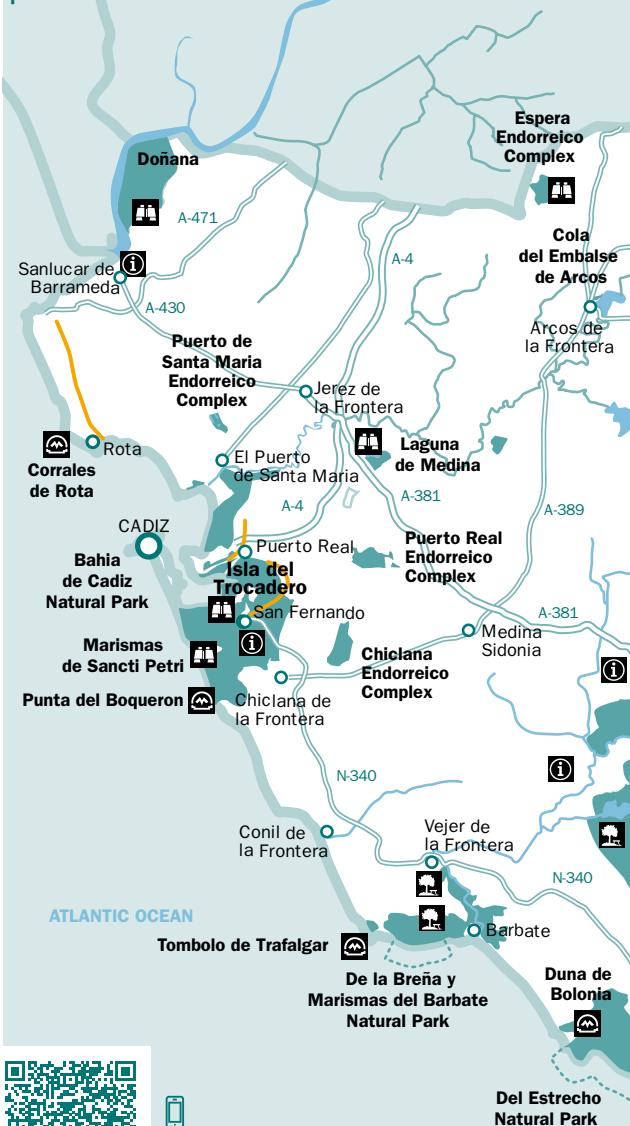 Espera
Endorreico
Complex
Doñana
A-471
Cola
del Embalse
de Arcos
A-4
Sanlucar de
Barrameda
A-430
Arcos de
la Frontera
Puerto de
Santa Maria
Endorreico
Complex
Jerez de
la Frontera
Rota
Corrales
de Rota
El Puerto
de Santa Maria
Laguna
de Medina
A-4
A-381
A-389
CADIZ
Puerto Real
Puerto Real
Endorreico
Complex
Bahia
de Cadiz
Natural Park
Isla del
Trocadero
San Fernando
A-381
Medina
Sidonia
Marismas
de Sancti Petri
Chiclana
Endorreico
Complex
Punta del Boqueron
Chiclana de
la Frontera
N-340
Conil de
la Frontera
Vejer de
la Frontera
N-340
ATLANTIC OCEAN
Barbate
Tombolo de Trafalgar
De la Breña y
Marismas del Barbate
Natural Park
Duna de
Bolonia
Del Estrecho
Natural Park